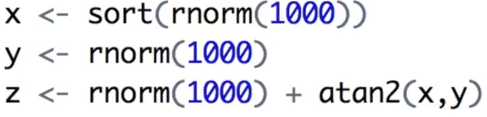 x <- sort(rnorm(1000))
y <- rnorm(1000)
z <- rnorm(1000) + atan2(x,y)